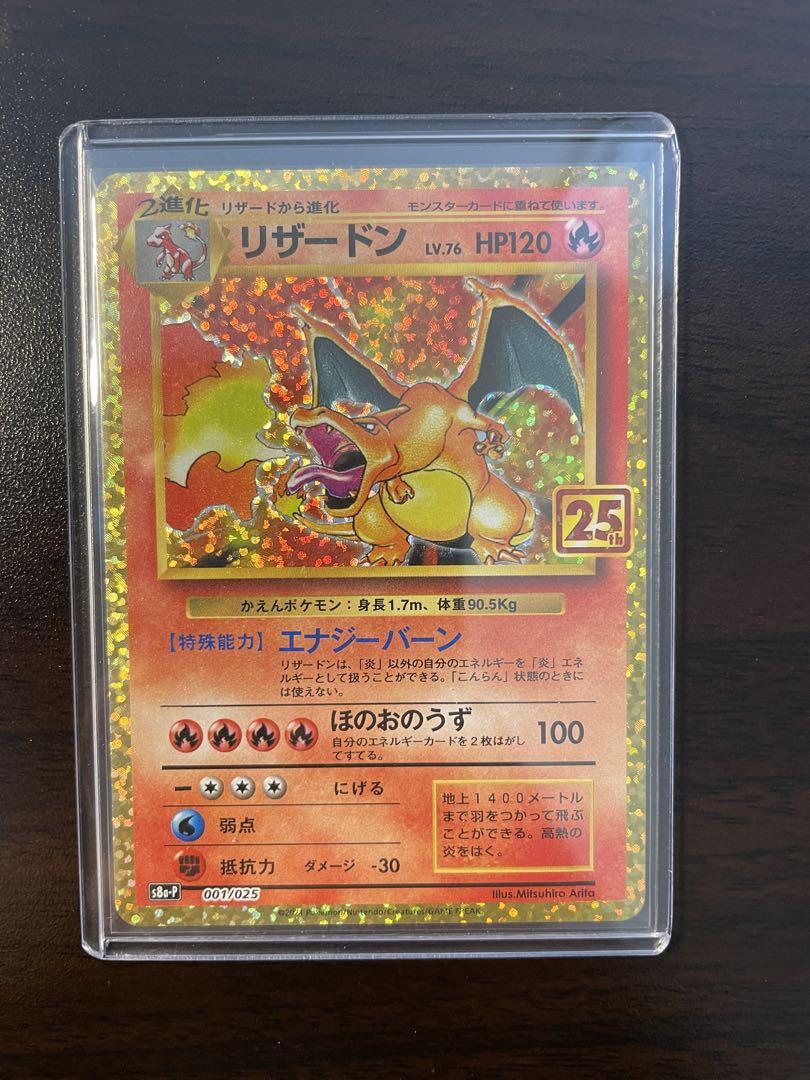 2進化 リザードから進化 モンスターカードに重ねて使います。
リザードン LV.76 HP120
25th
かえんポケモン：身長1.7m、体重90.5Kg
【特殊能力】エナジーバーン
リザードンは、「炎」以外の自分のエネルギーを「炎」エネ
ルギーとして扱うことができる。「こんらん」状態のときに
は使えない。
ほのおのうず 100
自分のエネルギーカードを２枚はがし
てすてる。
ー にげる
弱点
抵抗力 ダメージ -30
地上１４００メートル
まで羽をつかって飛ぶ
ことができる。高熱の
炎をはく。
s8a-P 001/025 Illus.Mitsuhiro Arita
©2021 Pokémon/Nintendo/Creatures/GAME FREAK